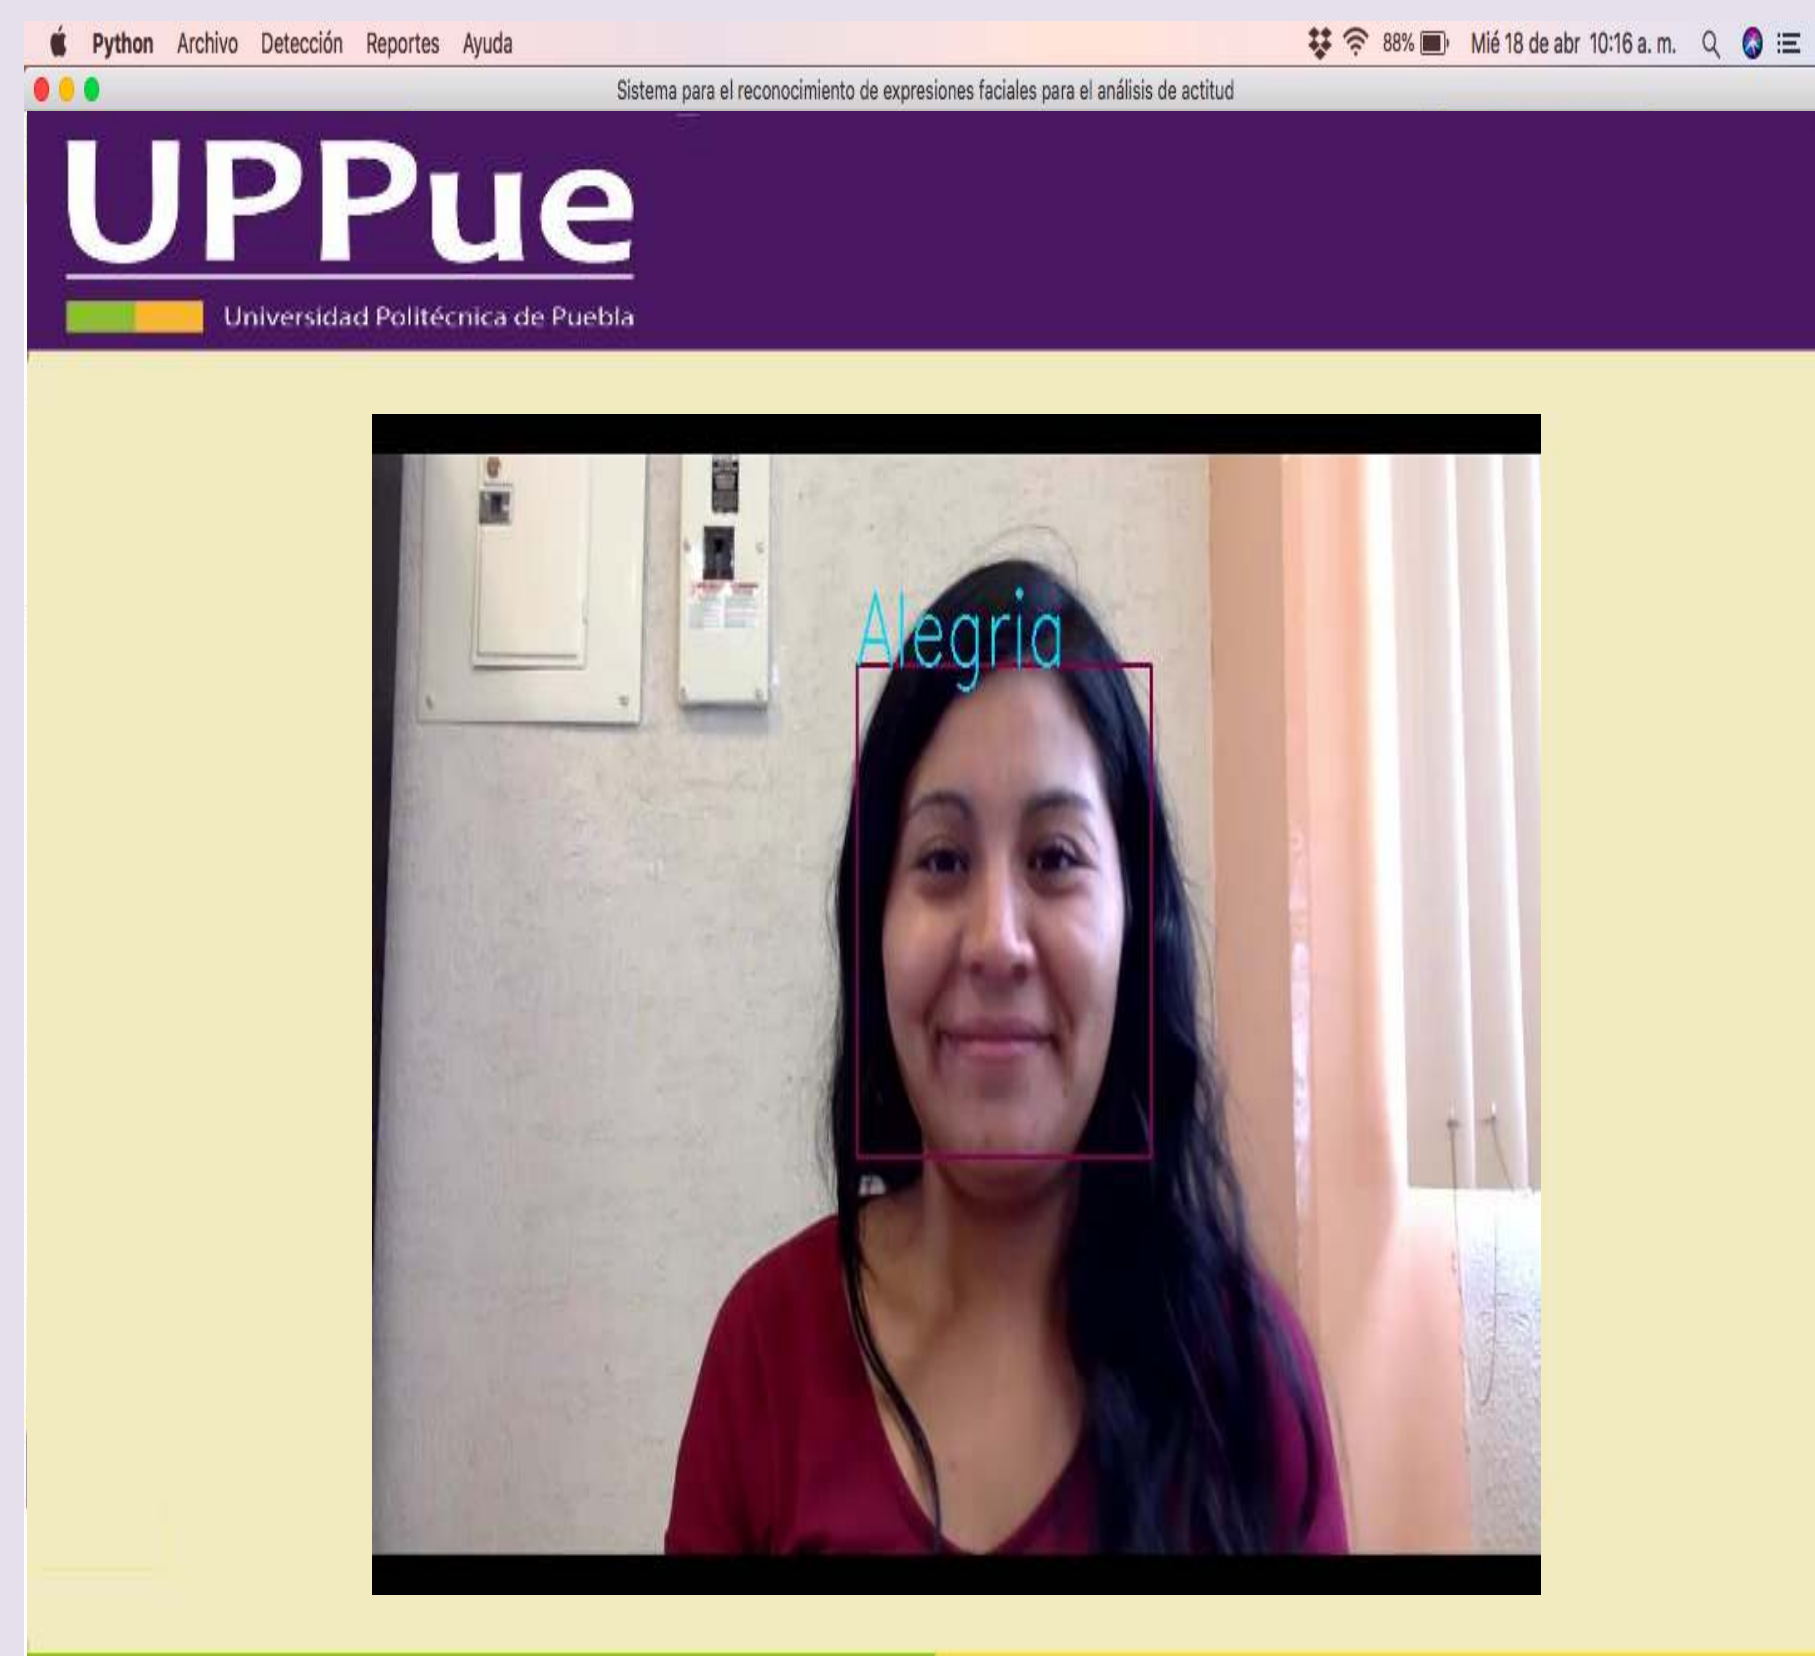 Python Archivo Detección Reportes Ayuda 88% Mié 18 de abr 10:16 a. m.
Sistema para el reconocimiento de expresiones faciales para el análisis de actitud
UPPue
Universidad Politécnica de Puebla
Alegria